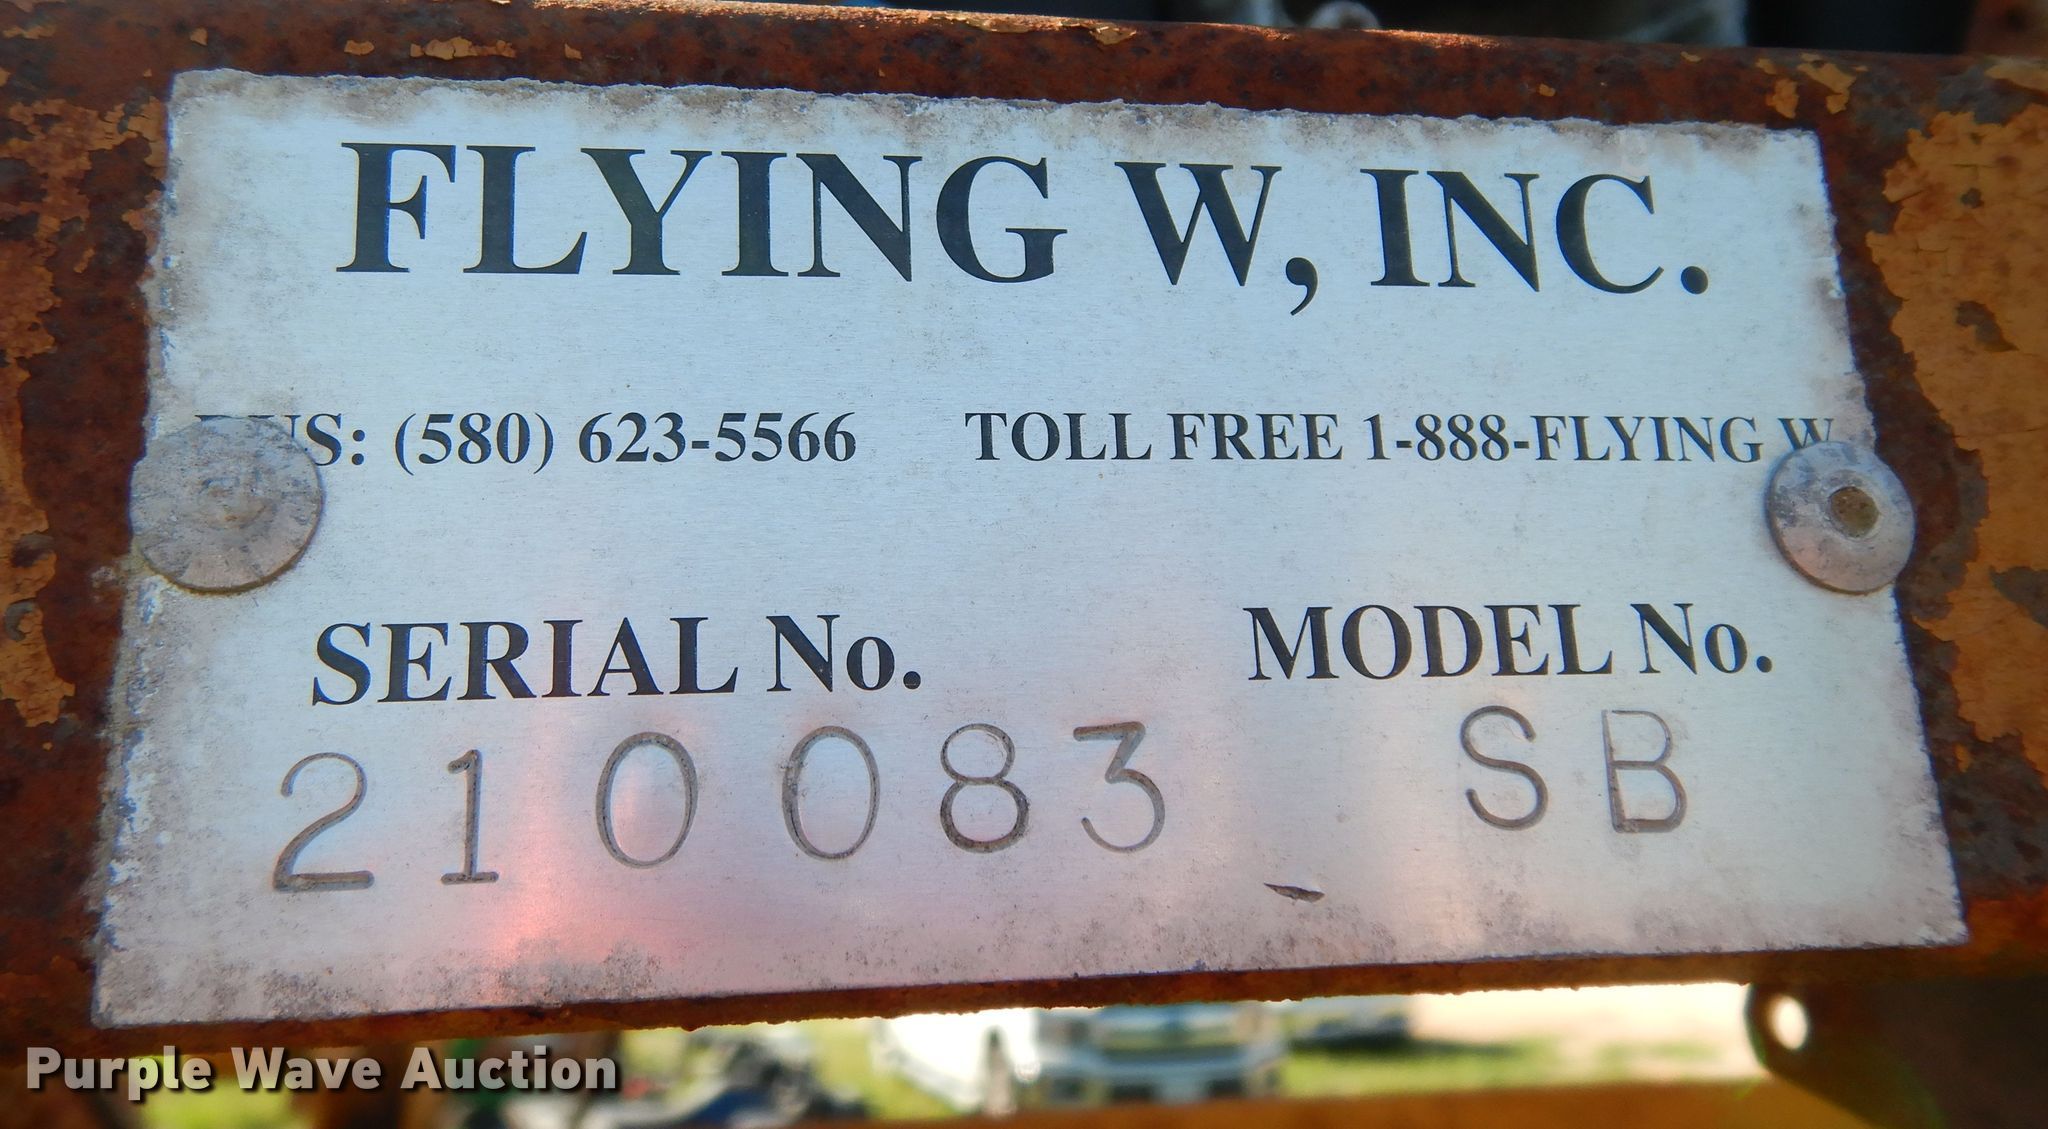 FLYING W, INC.
BUS: (580) 623-5566 TOLL FREE 1-888-FLYING W
SERIAL No. MODEL No.
210083 SB
Purple Wave Auction